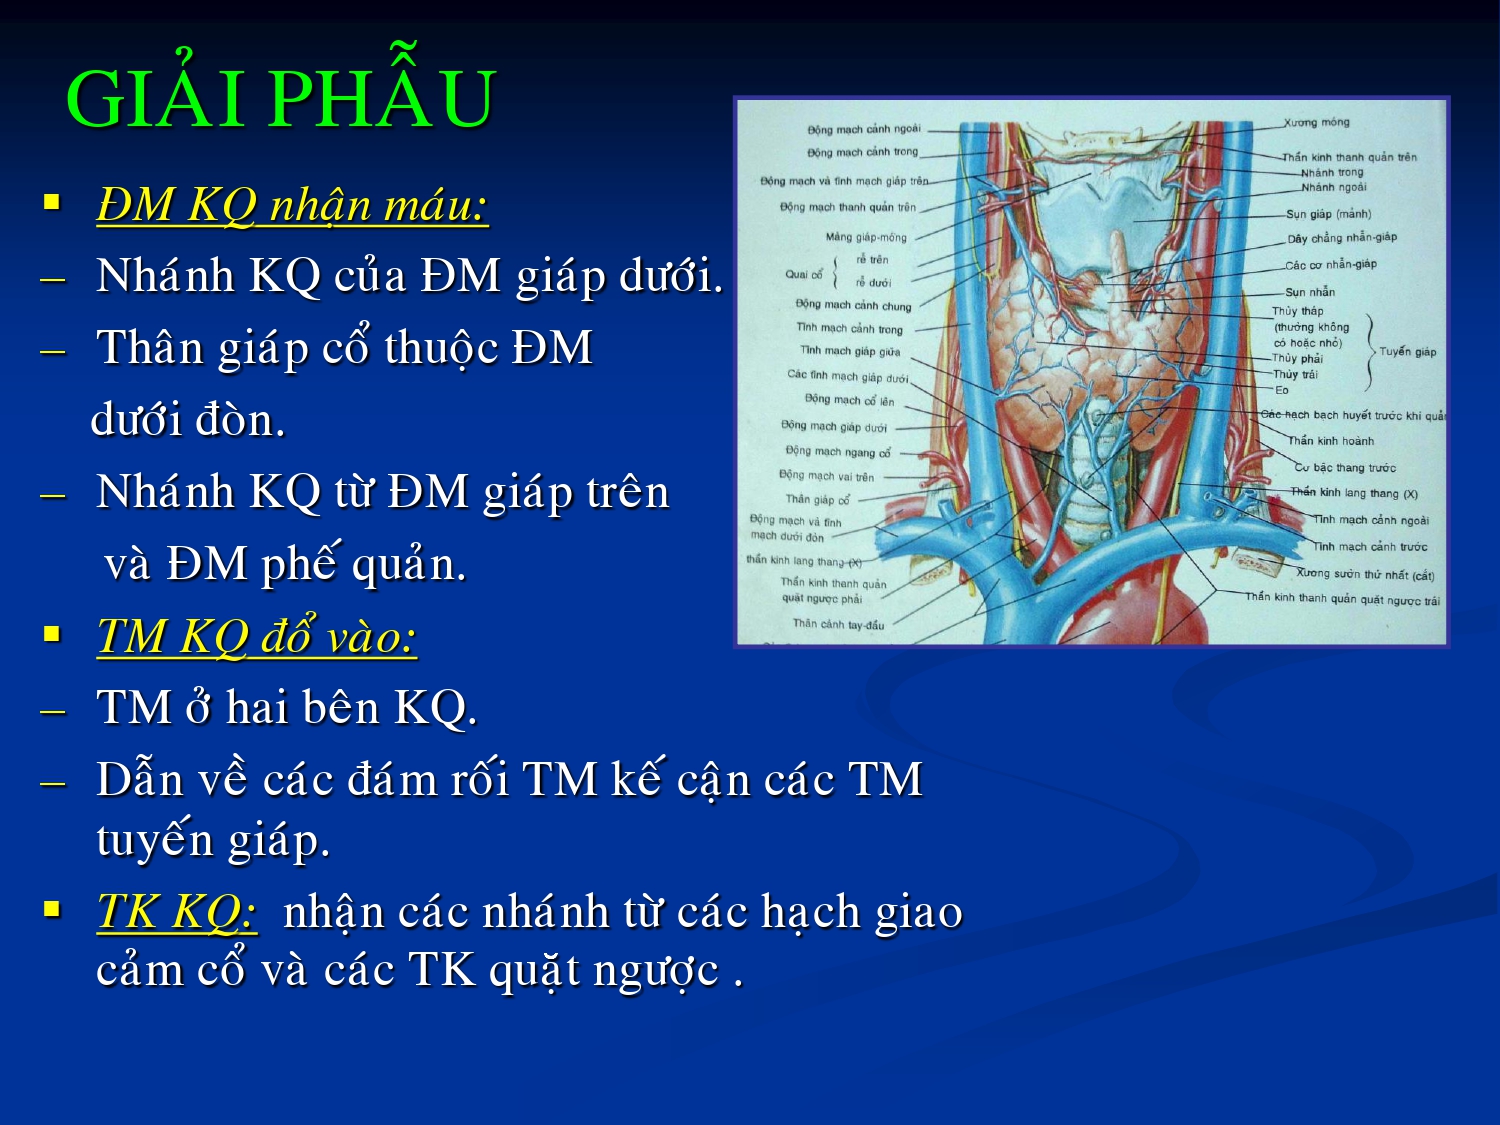 GIẢI PHẪU
▪ ĐM KQ nhận máu:
– Nhánh KQ của ĐM giáp dưới.
– Thân giáp cổ thuộc ĐM
dưới đòn.
– Nhánh KQ từ ĐM giáp trên
và ĐM phế quản.
▪ TM KQ đổ vào:
– TM ở hai bên KQ.
– Dẫn về các đám rối TM kế cận các TM
tuyến giáp.
▪ TK KQ: nhận các nhánh từ các hạch giao
cảm cổ và các TK quặt ngược .
Động mạch cảnh ngoài
Động mạch cảnh trong
Động mạch và tĩnh mạch giáp trên
Động mạch thanh quản trên
Màng giáp-móng
Quai cổ
rễ trên
rễ dưới
Động mạch cảnh chung
Tĩnh mạch cảnh trong
Tĩnh mạch giáp giữa
Các tĩnh mạch giáp dưới
Động mạch cổ lên
Động mạch giáp dưới
Động mạch ngang cổ
Động mạch vai trên
Thân giáp cổ
Động mạch và tĩnh
mạch dưới đòn
thần kinh lang thang (X)
Thần kinh thanh quản
quặt ngược phải
Thân cánh tay-đầu
Xương móng
Thần kinh thanh quản trên
Nhánh trong
Nhánh ngoài
Sụn giáp (mảnh)
Dây chằng nhẫn-giáp
Các cơ nhẫn-giáp
Sụn nhẫn
Thùy tháp
(thường không
có hoặc nhỏ)
Thùy phải
Thùy trái
Eo
Tuyến giáp
Các hạch bạch huyết trước khí quản
Thần kinh hoành
Cơ bậc thang trước
Thần kinh lang thang (X)
Tĩnh mạch cảnh ngoài
Tĩnh mạch cảnh trước
Xương sườn thứ nhất (cắt)
Thần kinh thanh quản quặt ngược trái